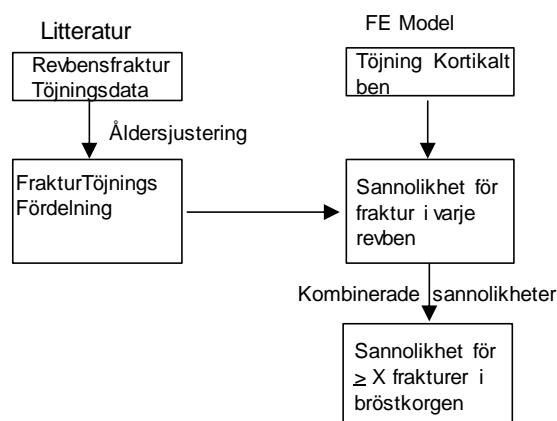 Litteratur
Revbensfraktur
Töjningsdata
Åldersjustering
FrakturTöjnings
Fördelning
FE Model
Töjning Kortikalt
ben
Sannolikhet för
fraktur i varje
revben
Kombinerade sannolikheter
Sannolikhet för
≥ X frakturer i
bröstkorgen